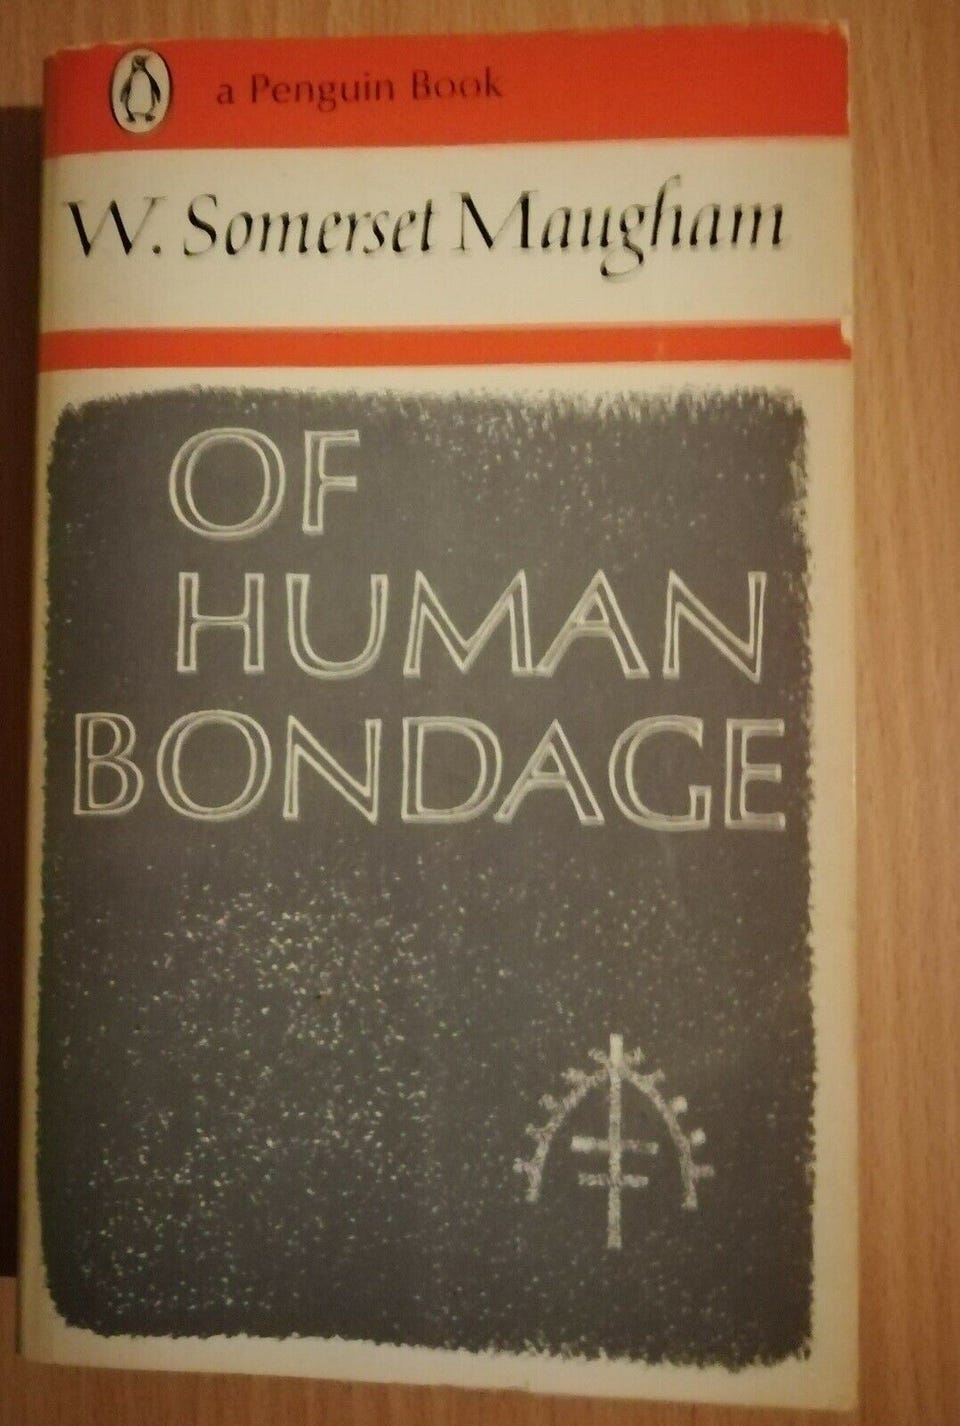 a Penguin Book
W. Somerset Maugham
OF
HUMAN
BONDAGE